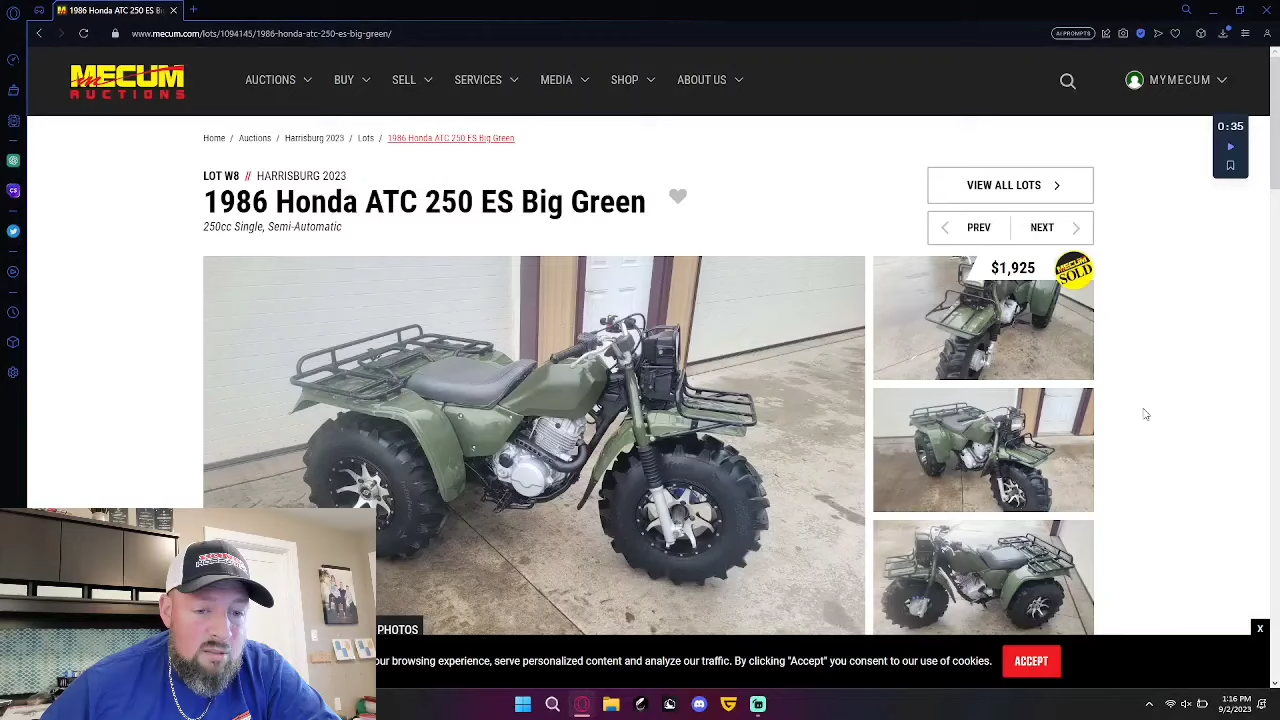 1986 Honda ATC 250 ES Big
www.mecum.com/lots/1094145/1986-honda-atc-250-es-big-green/
AI PROMPTS
MECUM
AUCTIONS
AUCTIONS
BUY
SELL
SERVICES
MEDIA
SHOP
ABOUT US
MYMECUM
0:35
Home / Auctions / Harrisburg 2023 / Lots / 1986 Honda ATC 250 ES Big Green
LOT W8 // HARRISBURG 2023
1986 Honda ATC 250 ES Big Green
250cc Single, Semi-Automatic
VIEW ALL LOTS
PREV
NEXT
$1,925
MECUM
SOLD
CS
PHOTOS
X
our browsing experience, serve personalized content and analyze our traffic. By clicking "Accept" you consent to our use of cookies.
ACCEPT
1:16 PM
9/2/2023